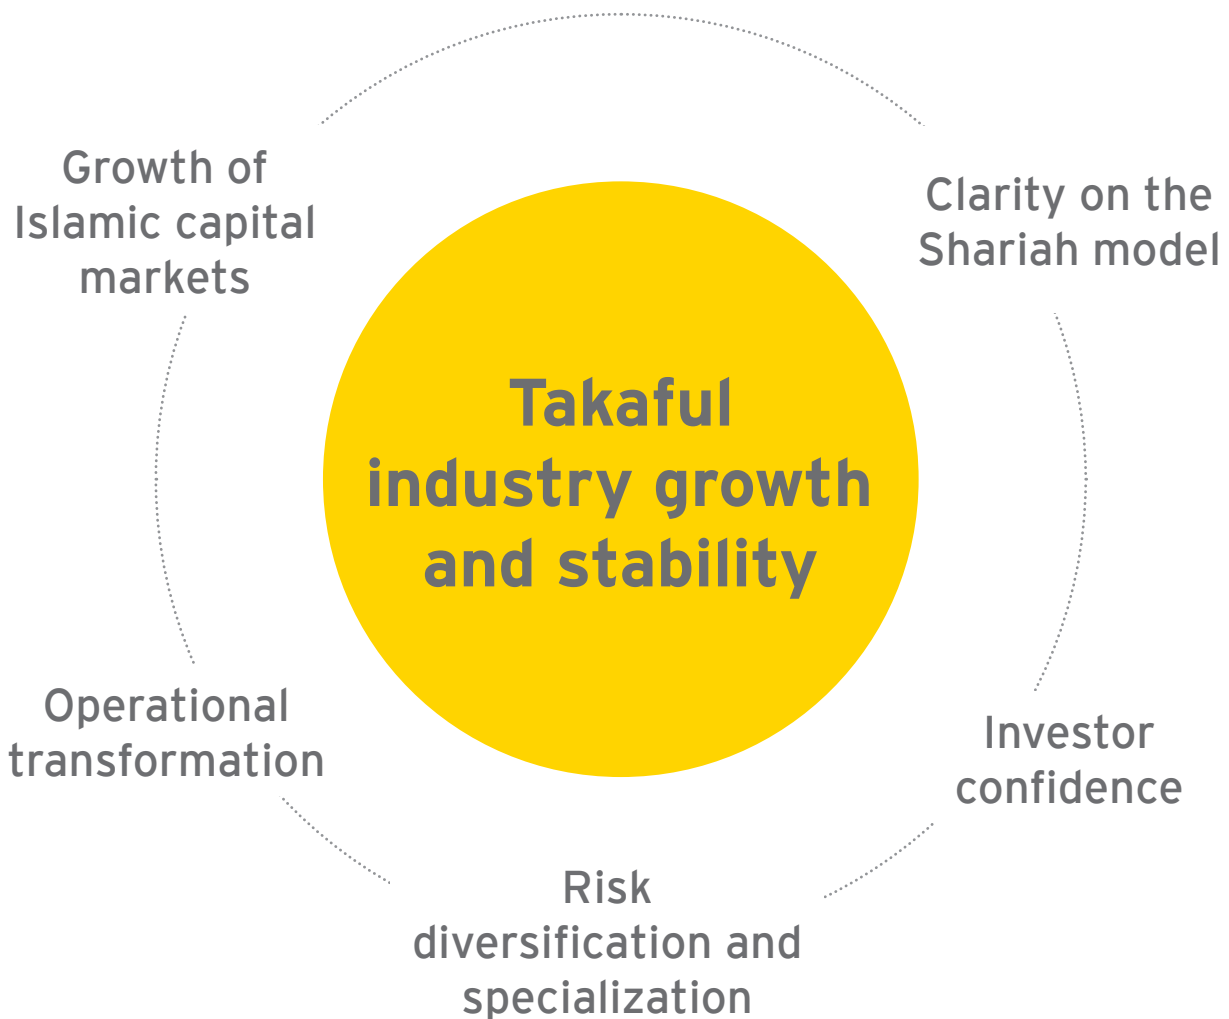 Growth of
Islamic capital
markets
Clarity on the
Shariah model
Takaful
industry growth
and stability
Operational
transformation
Investor
confidence
Risk
diversification and
specialization